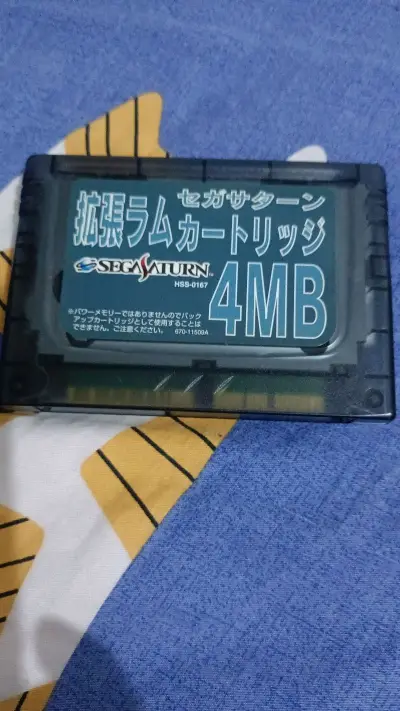 セガサターン
拡張ラムカートリッジ
SEGASATURN™
HSS-0167
4MB
※パワーメモリーではありませんのでバック
アップカートリッジとして使用することは
できません。ご注意ください。 670-11509A